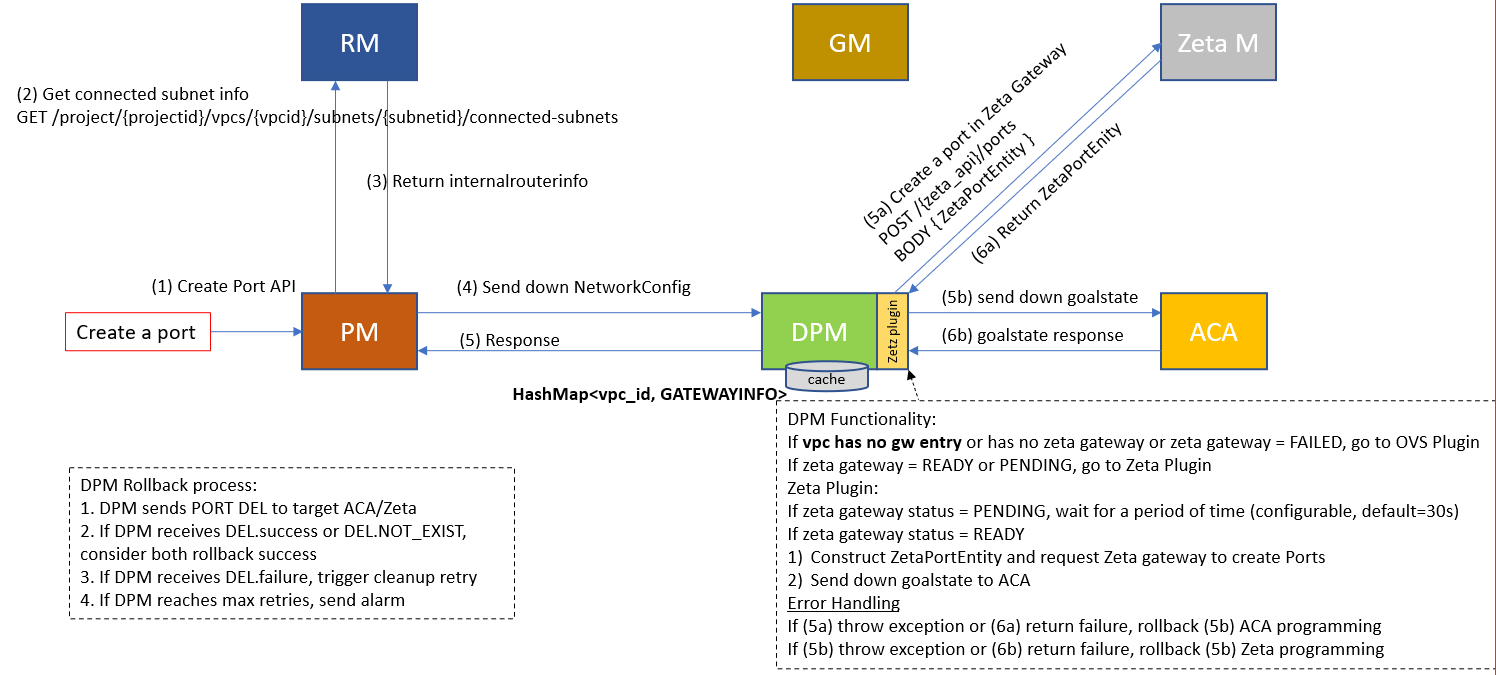 RM
GM
Zeta M
(2) Get connected subnet info
GET /project/{projectid}/vpcs/{vpcid}/subnets/{subnetid}/connected-subnets
(3) Return internalrouterinfo
(5a) Create a port in Zeta Gateway
POST /{zeta_api}/ports
BODY { ZetaPortEntity }
(6a) Return ZetaPortEnity
(1) Create Port API
Create a port
PM
(4) Send down NetworkConfig
(5) Response
DPM
Zetz plugin
cache
HashMap<vpc_id, GATEWAYINFO>
(5b) send down goalstate
(6b) goalstate response
ACA
DPM Functionality:
If vpc has no gw entry or has no zeta gateway or zeta gateway = FAILED, go to OVS Plugin
If zeta gateway = READY or PENDING, go to Zeta Plugin
Zeta Plugin:
If zeta gateway status = PENDING, wait for a period of time (configurable, default=30s)
If zeta gateway status = READY
1) Construct ZetaPortEntity and request Zeta gateway to create Ports
2) Send down goalstate to ACA
Error Handling
If (5a) throw exception or (6a) return failure, rollback (5b) ACA programming
If (5b) throw exception or (6b) return failure, rollback (5b) Zeta programming
DPM Rollback process:
1. DPM sends PORT DEL to target ACA/Zeta
2. If DPM receives DEL.success or DEL.NOT_EXIST,
consider both rollback success
3. If DPM receives DEL.failure, trigger cleanup retry
4. If DPM reaches max retries, send alarm